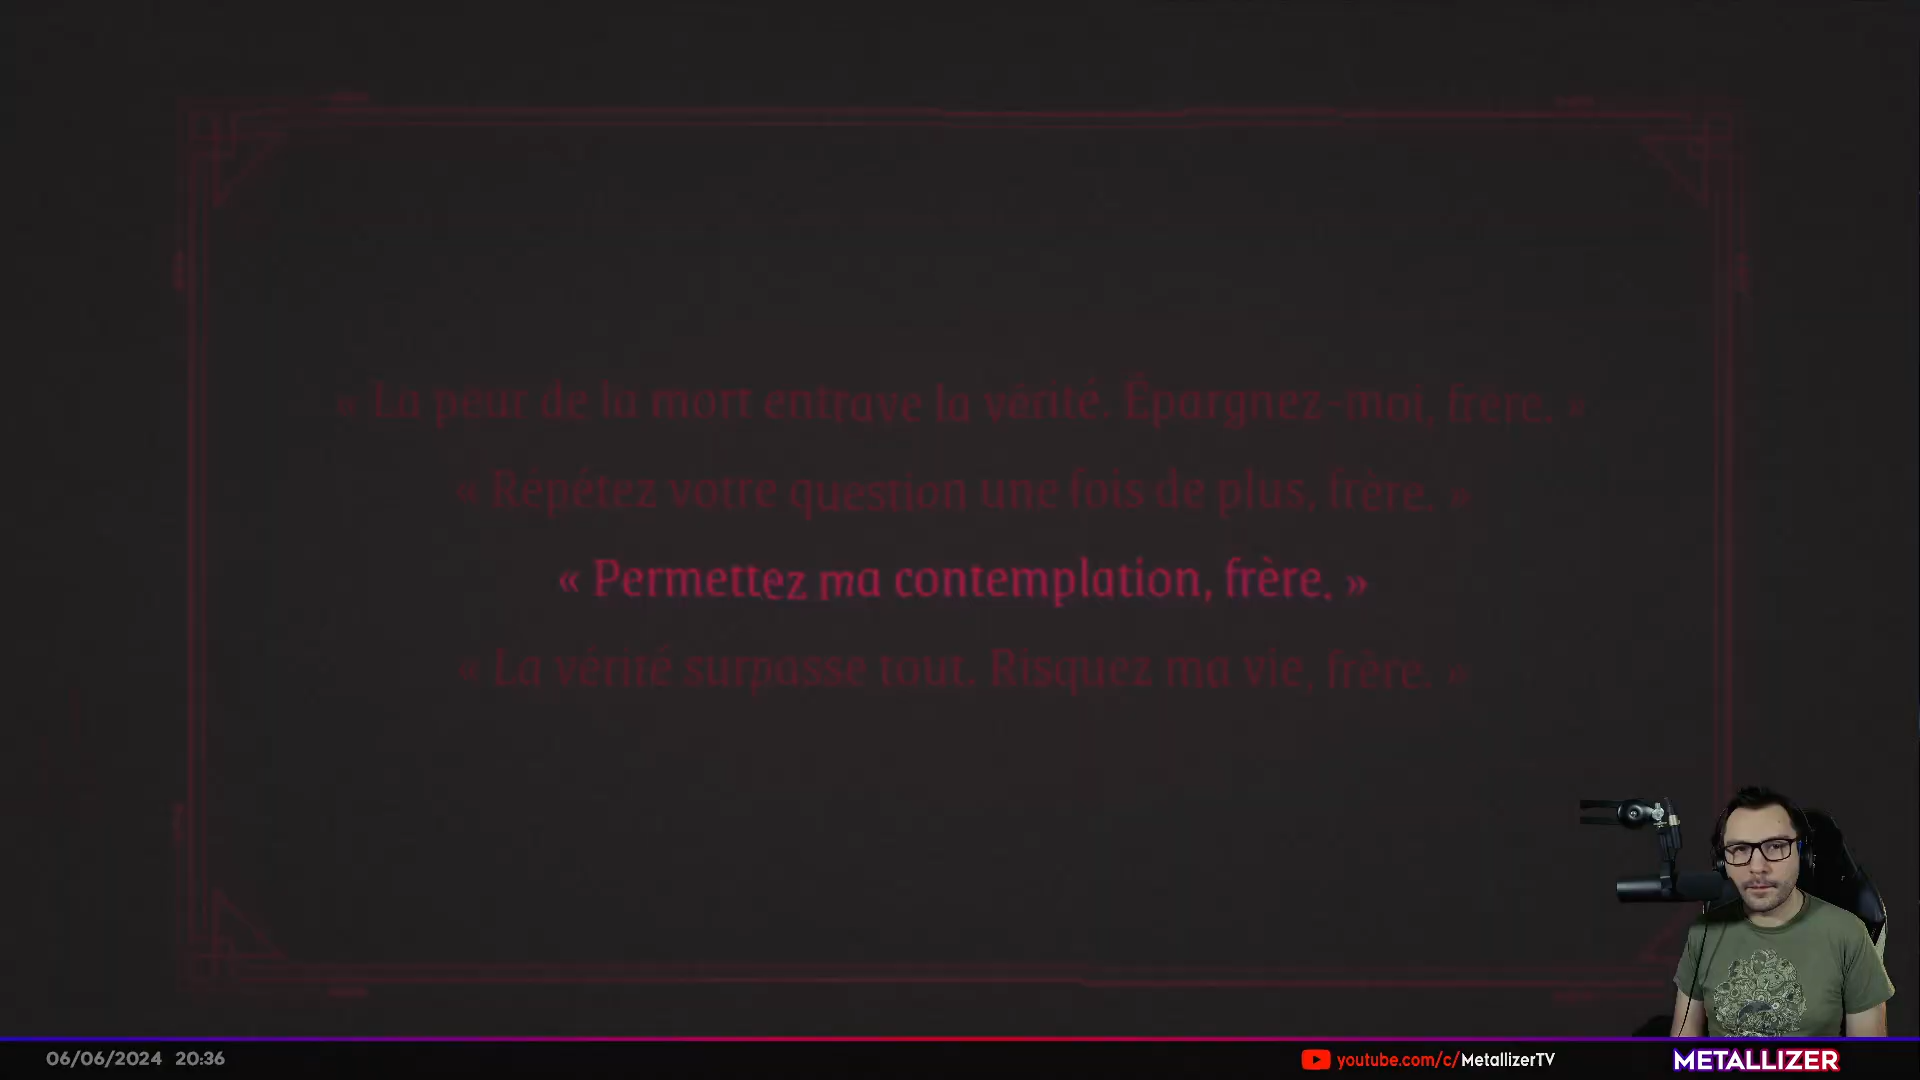 « La peur de la mort entrave la vérité. Épargnez-moi, frère. »
« Répétez votre question une fois de plus, frère. »
« Permettez ma contemplation, frère. »
« La vérité surpasse tout. Risquez ma vie, frère. »
06/06/2024 20:36
youtube.com/c/MetallizerTV
METALLIZER